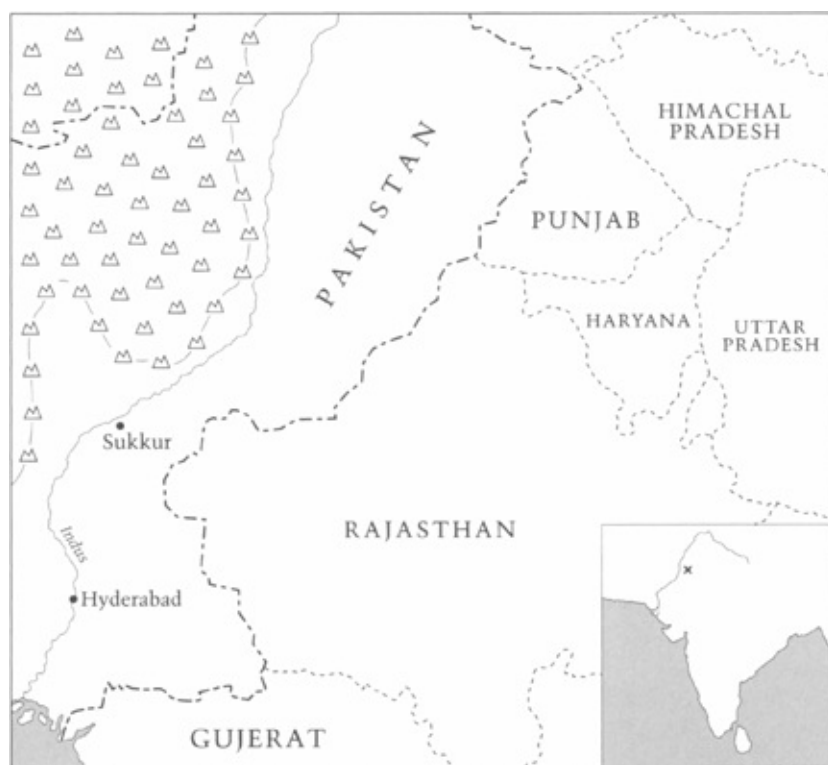 HIMACHAL
PRADESH
PAKISTAN
PUNJAB
HARYANA
UTTAR
PRADESH
Sukkur
RAJASTHAN
Indus
Hyderabad
GUJERAT